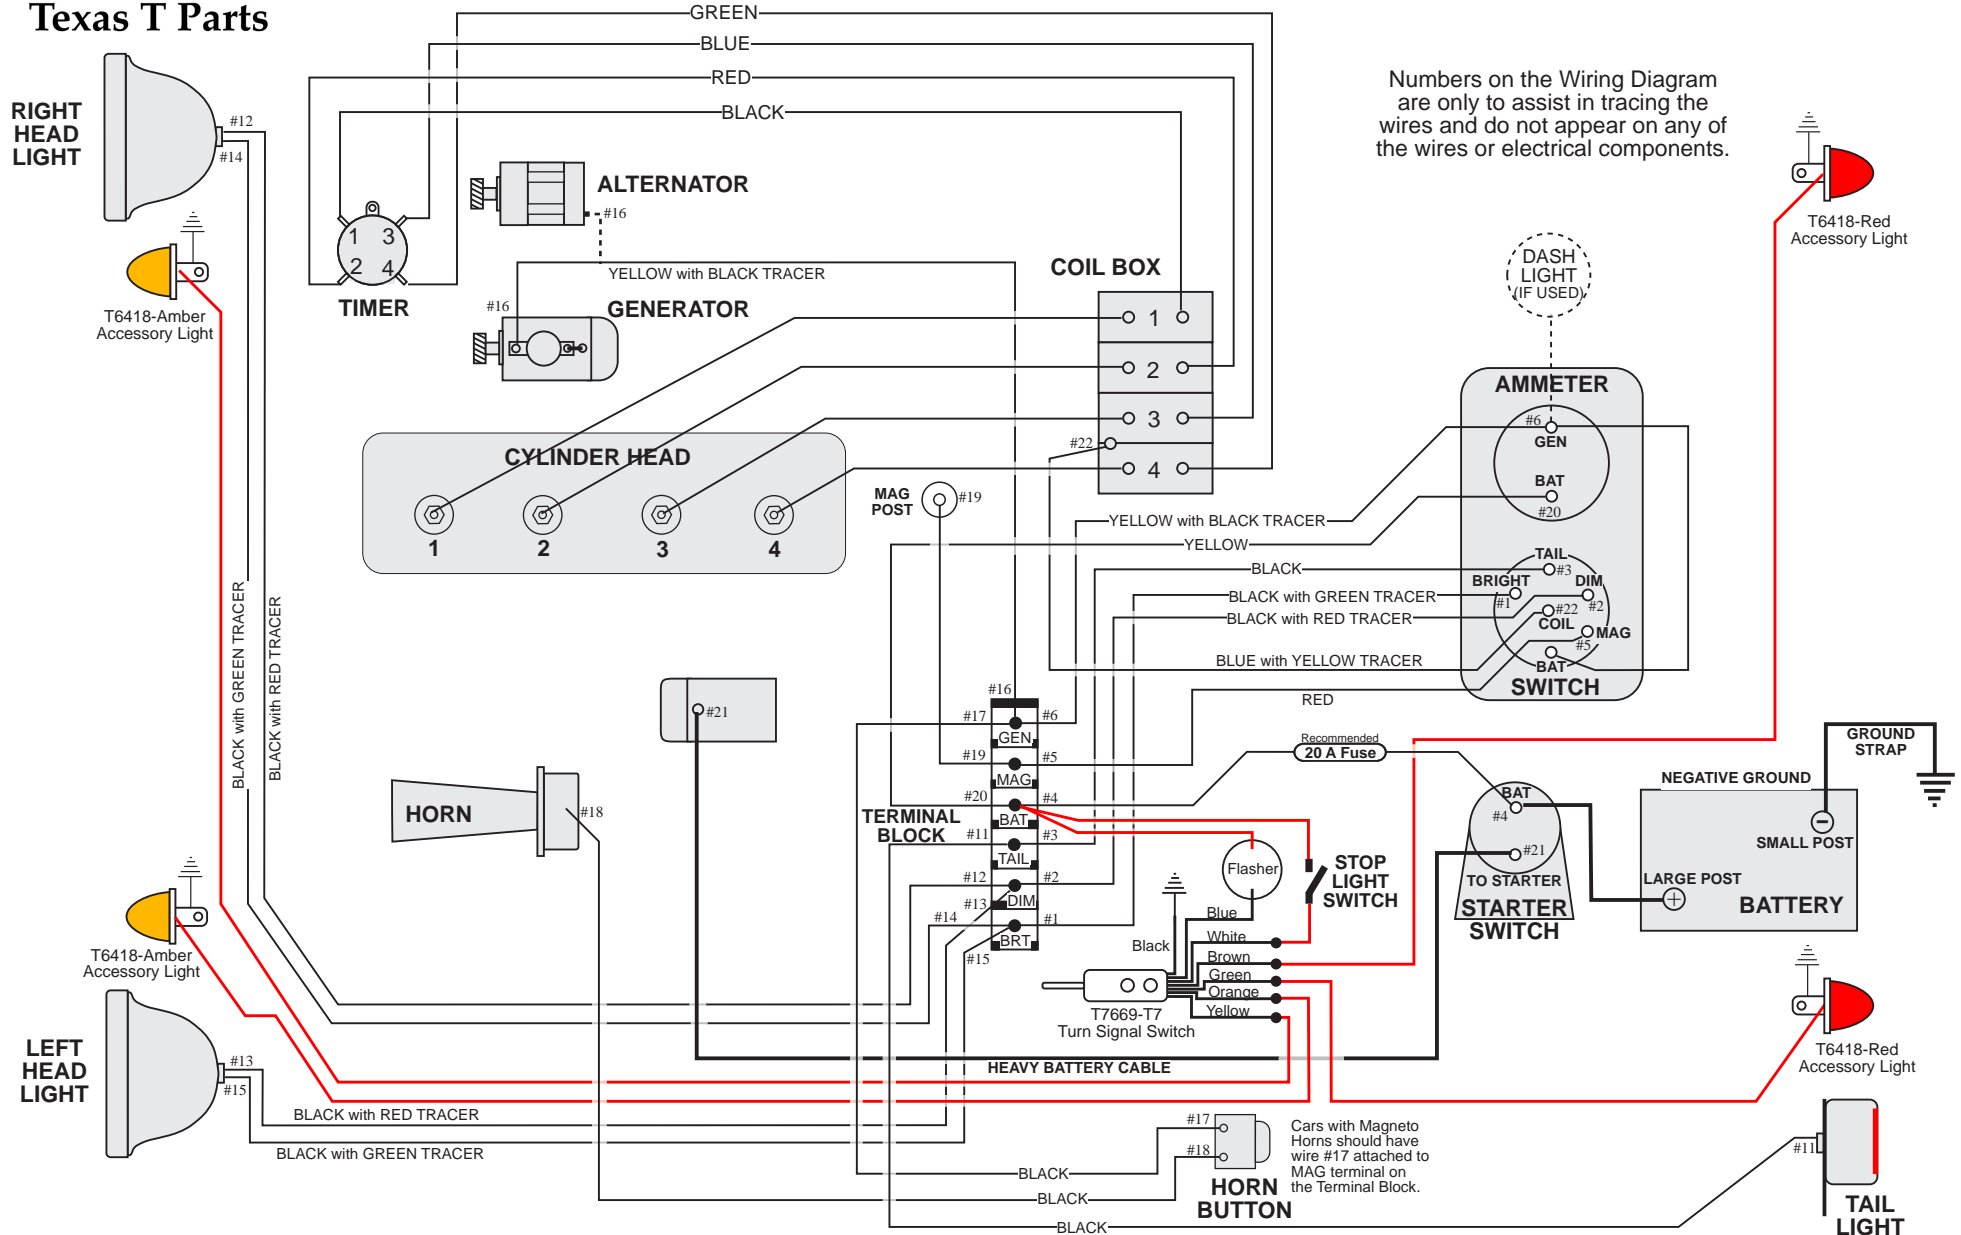 Texas T Parts
GREEN
BLUE
RED
BLACK
Numbers on the Wiring Diagram
are only to assist in tracing the
wires and do not appear on any of
the wires or electrical components.
RIGHT
HEAD
LIGHT
#12
#14
T6418-Amber
Accessory Light
1 3
2 4
TIMER
ALTERNATOR
#16
YELLOW with BLACK TRACER
#16
GENERATOR
COIL BOX
1
2
3
#22
4
T6418-Red
Accessory Light
DASH
LIGHT
(IF USED)
AMMETER
#6
GEN
BAT
#20
CYLINDER HEAD
1
2
3
4
MAG
POST
#19
YELLOW with BLACK TRACER
YELLOW
BLACK
BLACK with GREEN TRACER
BLACK with RED TRACER
BLUE with YELLOW TRACER
RED
TAIL
#3
BRIGHT
#1
DIM
#2
#22
COIL
MAG
#5
BAT
SWITCH
BLACK with GREEN TRACER
BLACK with RED TRACER
#21
HORN
#18
TERMINAL
BLOCK
#16
#17
#6
GEN
#19
#5
MAG
#20
#4
BAT
#11
#3
TAIL
#12
#2
#13
DIM
#14
#1
BRT
#15
Recommended
20 A Fuse
Flasher
STOP
LIGHT
SWITCH
BAT
#4
#21
TO STARTER
STARTER
SWITCH
GROUND
STRAP
NEGATIVE GROUND
SMALL POST
LARGE POST
BATTERY
Black
Blue
White
Brown
Green
Orange
Yellow
T7669-T7
Turn Signal Switch
T6418-Amber
Accessory Light
LEFT
HEAD
LIGHT
#13
#15
HEAVY BATTERY CABLE
BLACK with RED TRACER
BLACK with GREEN TRACER
T6418-Red
Accessory Light
#17
#18
HORN
BUTTON
Cars with Magneto
Horns should have
wire #17 attached to
MAG terminal on
the Terminal Block.
BLACK
BLACK
BLACK
#11
TAIL
LIGHT